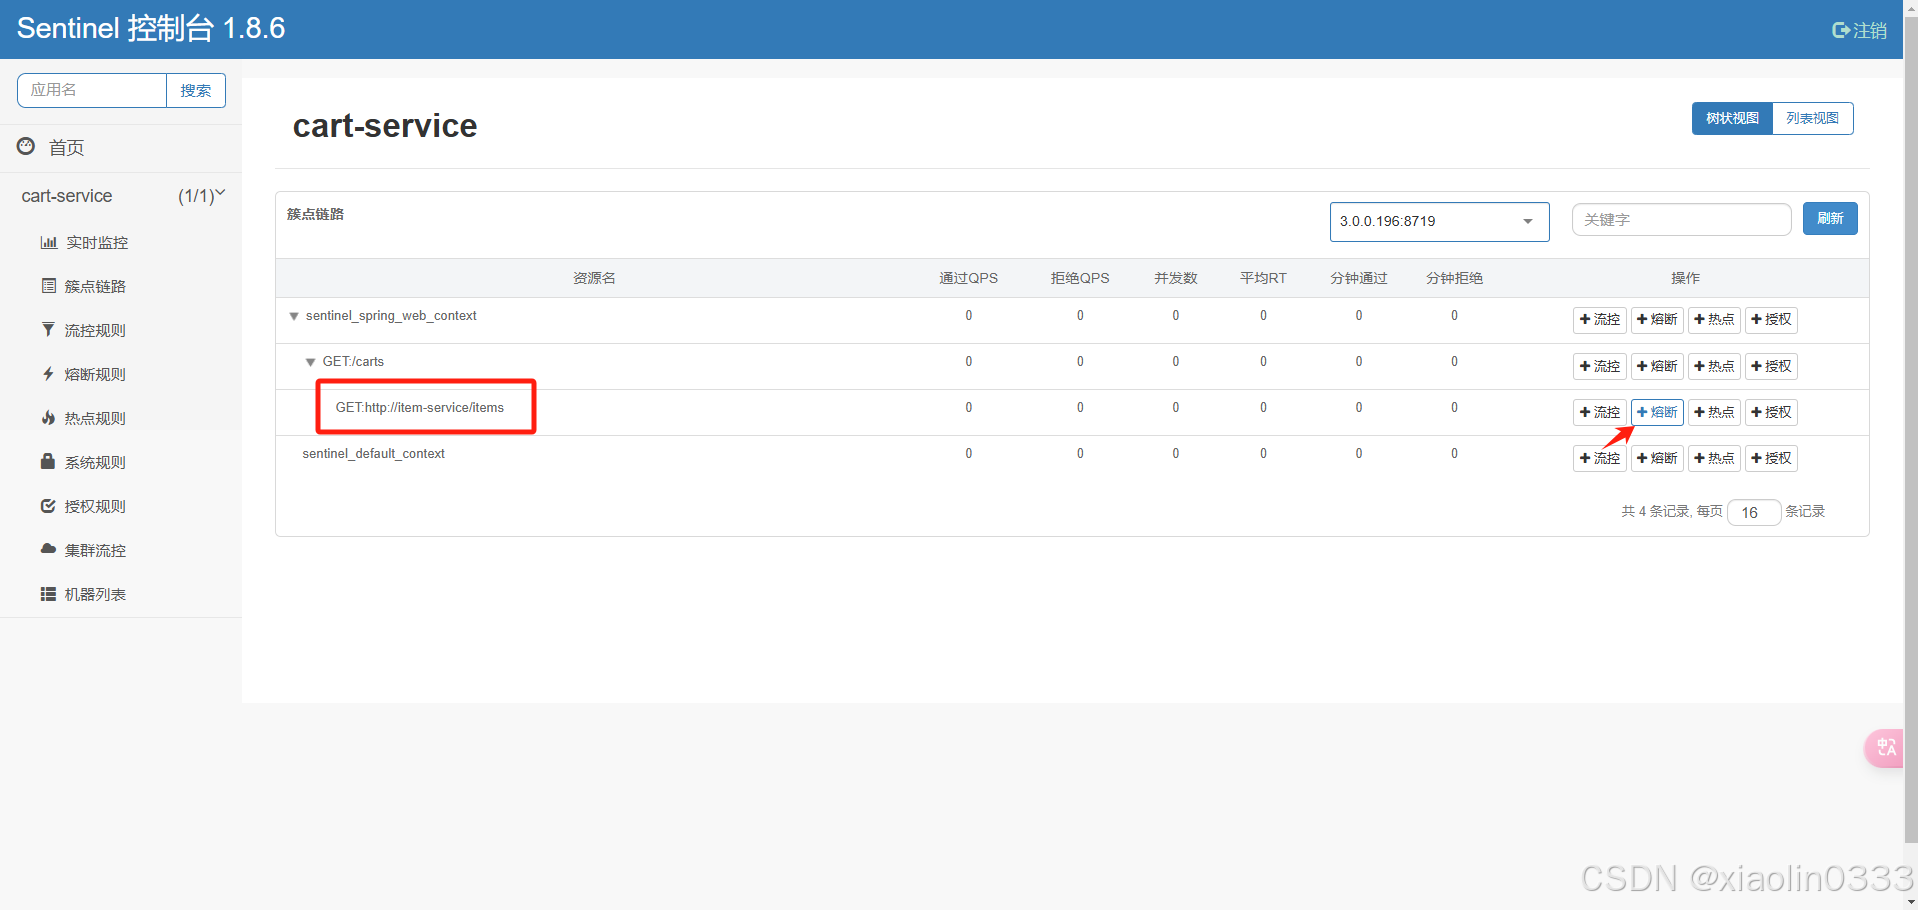 Sentinel 控制台 1.8.6
注销
应用名 搜索
首页
cart-service (1/1)
实时监控
簇点链路
流控规则
熔断规则
热点规则
系统规则
授权规则
集群流控
机器列表
cart-service
树状视图 列表视图
簇点链路
3.0.0.196:8719 关键字 刷新
资源名 通过QPS 拒绝QPS 并发数 平均RT 分钟通过 分钟拒绝 操作
sentinel_spring_web_context 0 0 0 0 0 0 流控 熔断 热点 授权
GET:/carts 0 0 0 0 0 0 流控 熔断 热点 授权
GET:http://item-service/items 0 0 0 0 0 0 流控 熔断 热点 授权
sentinel_default_context 0 0 0 0 0 0 流控 熔断 热点 授权
共 4 条记录, 每页 16 条记录
中A
CSDN @xiaolin0333